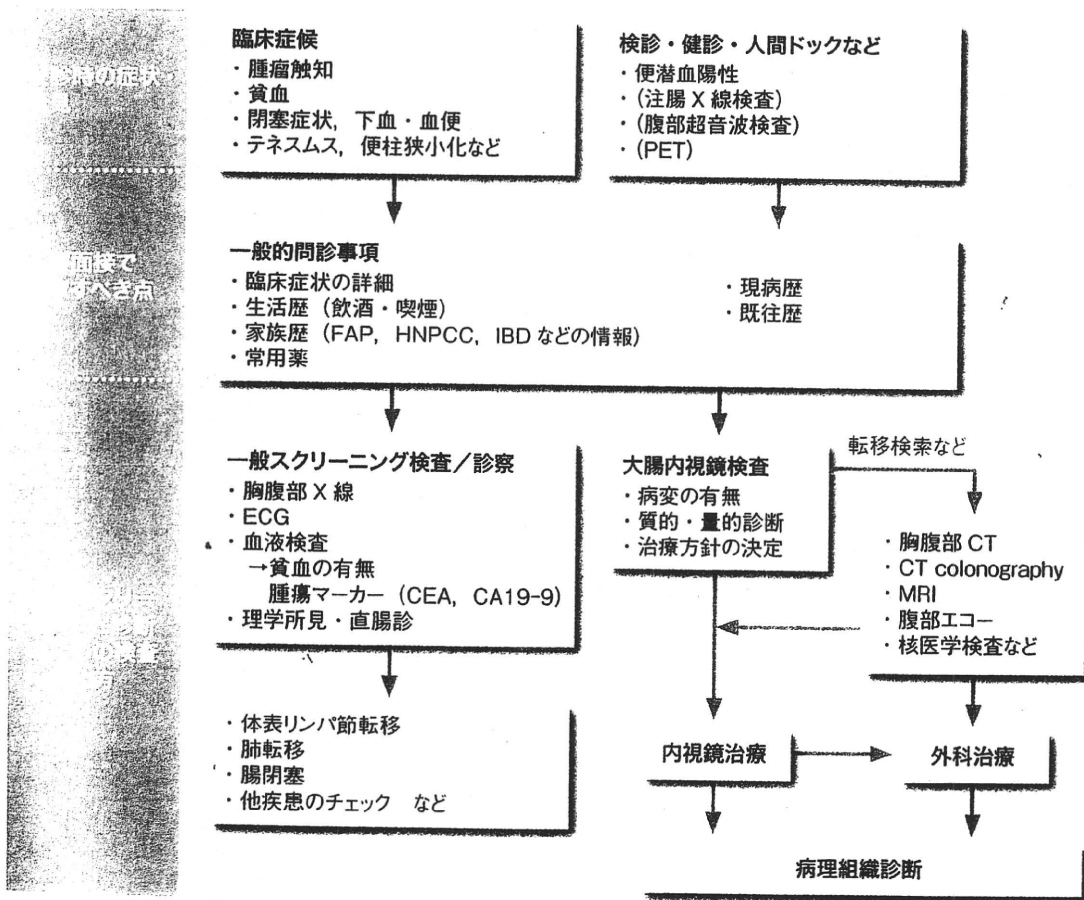 臨床症候
・腫瘤触知
・貧血
・閉塞症状，下血・血便
・テネスムス，便柱狭小化など
検診・健診・人間ドックなど
・便潜血陽性
・(注腸X線検査)
・(腹部超音波検査)
・(PET)
の症状
面接で
すべき点
一般的問診事項
・臨床症状の詳細
・生活歴（飲酒・喫煙）
・家族歴（FAP，HNPCC，IBDなどの情報）
・常用薬
・現病歴
・既往歴
一般スクリーニング検査／診察
・胸腹部X線
・ECG
・血液検査
→貧血の有無
腫瘍マーカー（CEA，CA19-9）
・理学所見・直腸診
大腸内視鏡検査
・病変の有無
・質的・量的診断
・治療方針の決定
転移検索など
・胸腹部CT
・CT colonography
・MRI
・腹部エコー
・核医学検査など
・体表リンパ節転移
・肺転移
・腸閉塞
・他疾患のチェック　など
内視鏡治療
外科治療
病理組織診断